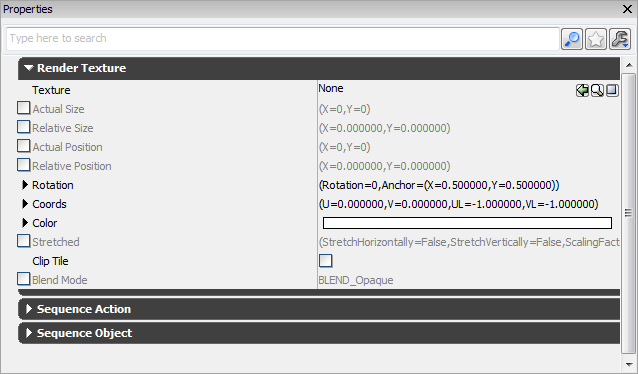 Properties
Type here to search
Render Texture
Texture None
Actual Size (X=0,Y=0)
Relative Size (X=0.000000,Y=0.000000)
Actual Position (X=0,Y=0)
Relative Position (X=0.000000,Y=0.000000)
Rotation (Rotation=0,Anchor=(X=0.500000,Y=0.500000))
Coords (U=0.000000,V=0.000000,UL=-1.000000,VL=-1.000000)
Color
Stretched (StretchHorizontally=False,StretchVertically=False,ScalingFact
Clip Tile
Blend Mode BLEND_Opaque
Sequence Action
Sequence Object